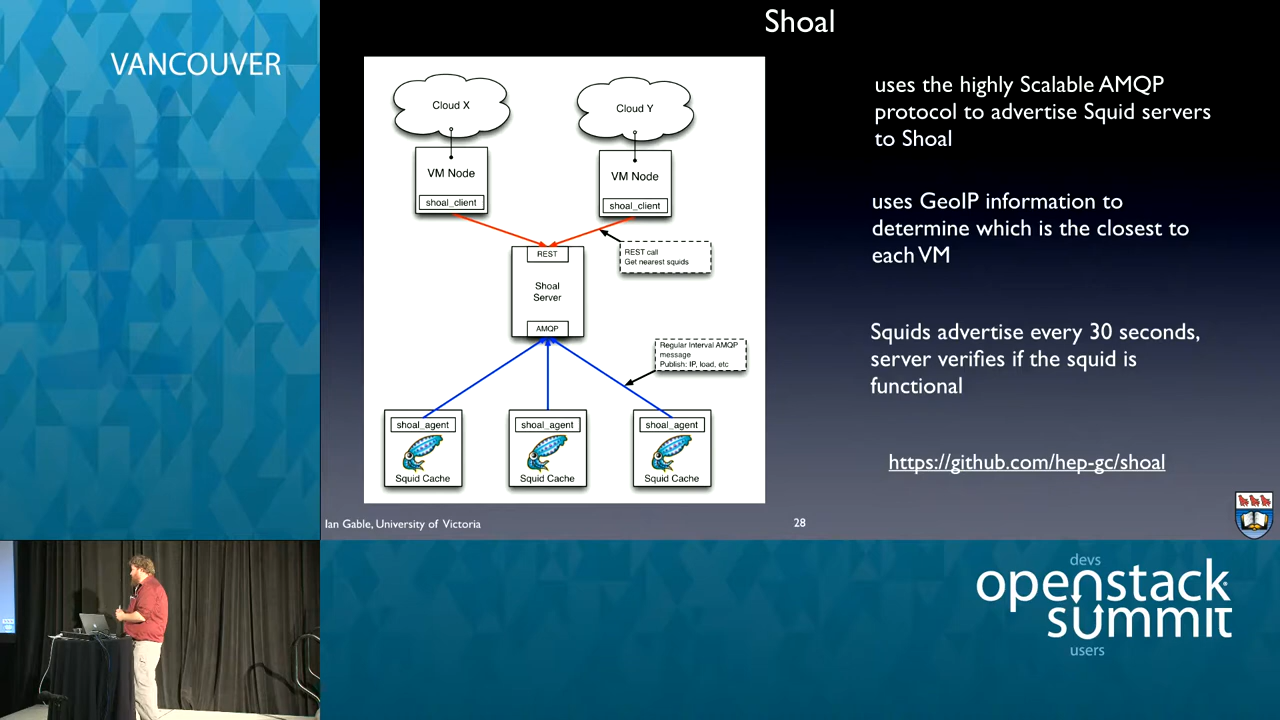 VANCOUVER
Shoal
Cloud X
Cloud Y
VM Node
shoal_client
VM Node
shoal_client
REST
REST call
Get nearest squids
Shoal
Server
AMQP
Regular Interval AMQP
message
Publish: IP, load, etc
shoal_agent
Squid Cache
shoal_agent
Squid Cache
shoal_agent
Squid Cache
uses the highly Scalable AMQP
protocol to advertise Squid servers
to Shoal
uses GeoIP information to
determine which is the closest to
each VM
Squids advertise every 30 seconds,
server verifies if the squid is
functional
https://github.com/hep-gc/shoal
Ian Gable, University of Victoria
28
devs
openstack
summit
users